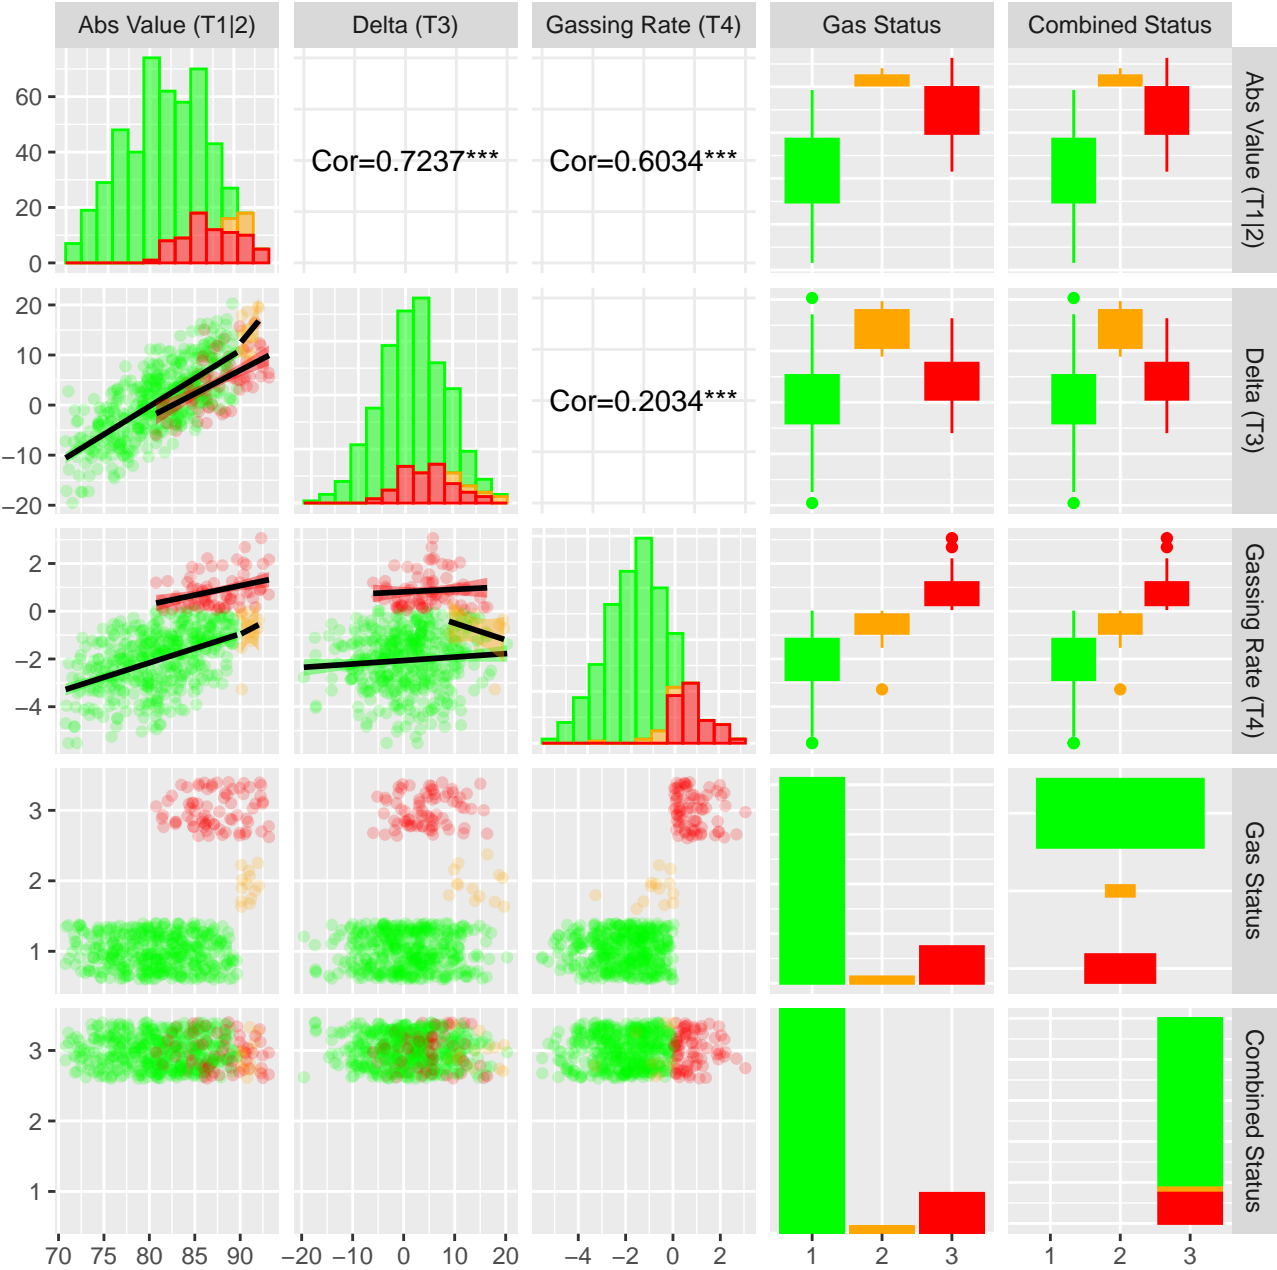 Abs Value (T1|2) Delta (T3) Gassing Rate (T4) Gas Status Combined Status
60
40
20
0
Cor=0.7237***
Cor=0.6034***
Abs Value (T1|2)
20
10
0
−10
−20
Cor=0.2034***
Delta (T3)
2
0
−2
−4
Gassing Rate (T4)
3
2
1
Gas Status
3
2
1
Combined Status
70 75 80 85 90 −20 −10 0 10 20 −4 −2 0 2 1 2 3 1 2 3